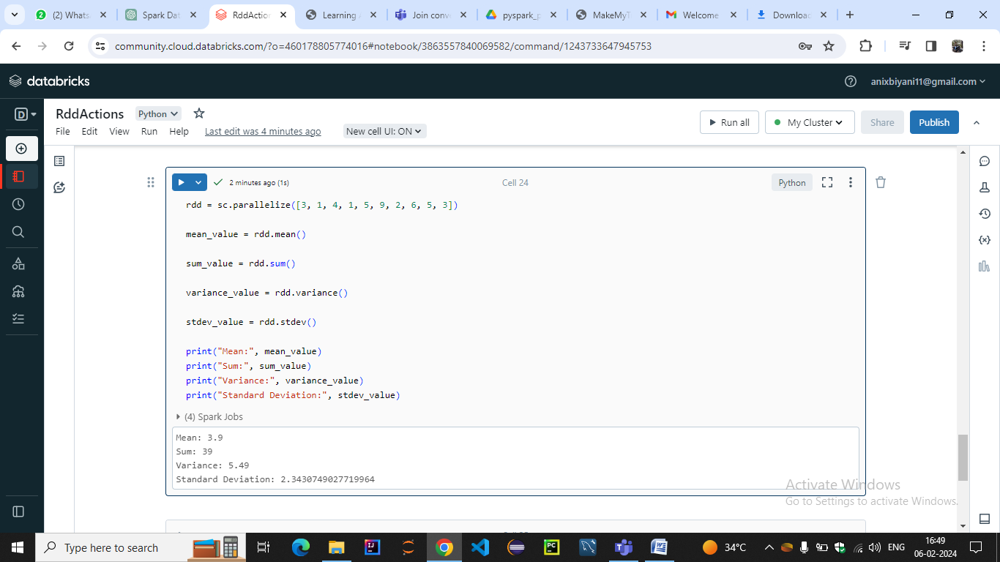 (2) Whats
Spark Dat
RddAction
Learning
Join conv
pyspark_p
MakeMyT
Welcome
Download
community.cloud.databricks.com/?o=460178805774016#notebook/3863557840069582/command/1243733647945753
databricks
anixbiyani11@gmail.com
D
RddActions Python
File Edit View Run Help Last edit was 4 minutes ago New cell UI: ON
Run all My Cluster Share Publish
2 minutes ago (1s) Cell 24 Python
rdd = sc.parallelize([3, 1, 4, 1, 5, 9, 2, 6, 5, 3])
mean_value = rdd.mean()
sum_value = rdd.sum()
variance_value = rdd.variance()
stdev_value = rdd.stdev()
print("Mean:", mean_value)
print("Sum:", sum_value)
print("Variance:", variance_value)
print("Standard Deviation:", stdev_value)
(4) Spark Jobs
Mean: 3.9
Sum: 39
Variance: 5.49
Standard Deviation: 2.3430749027719964
Activate Windows
Go to Settings to activate Windows.
Type here to search
34°C
ENG
16:49
06-02-2024